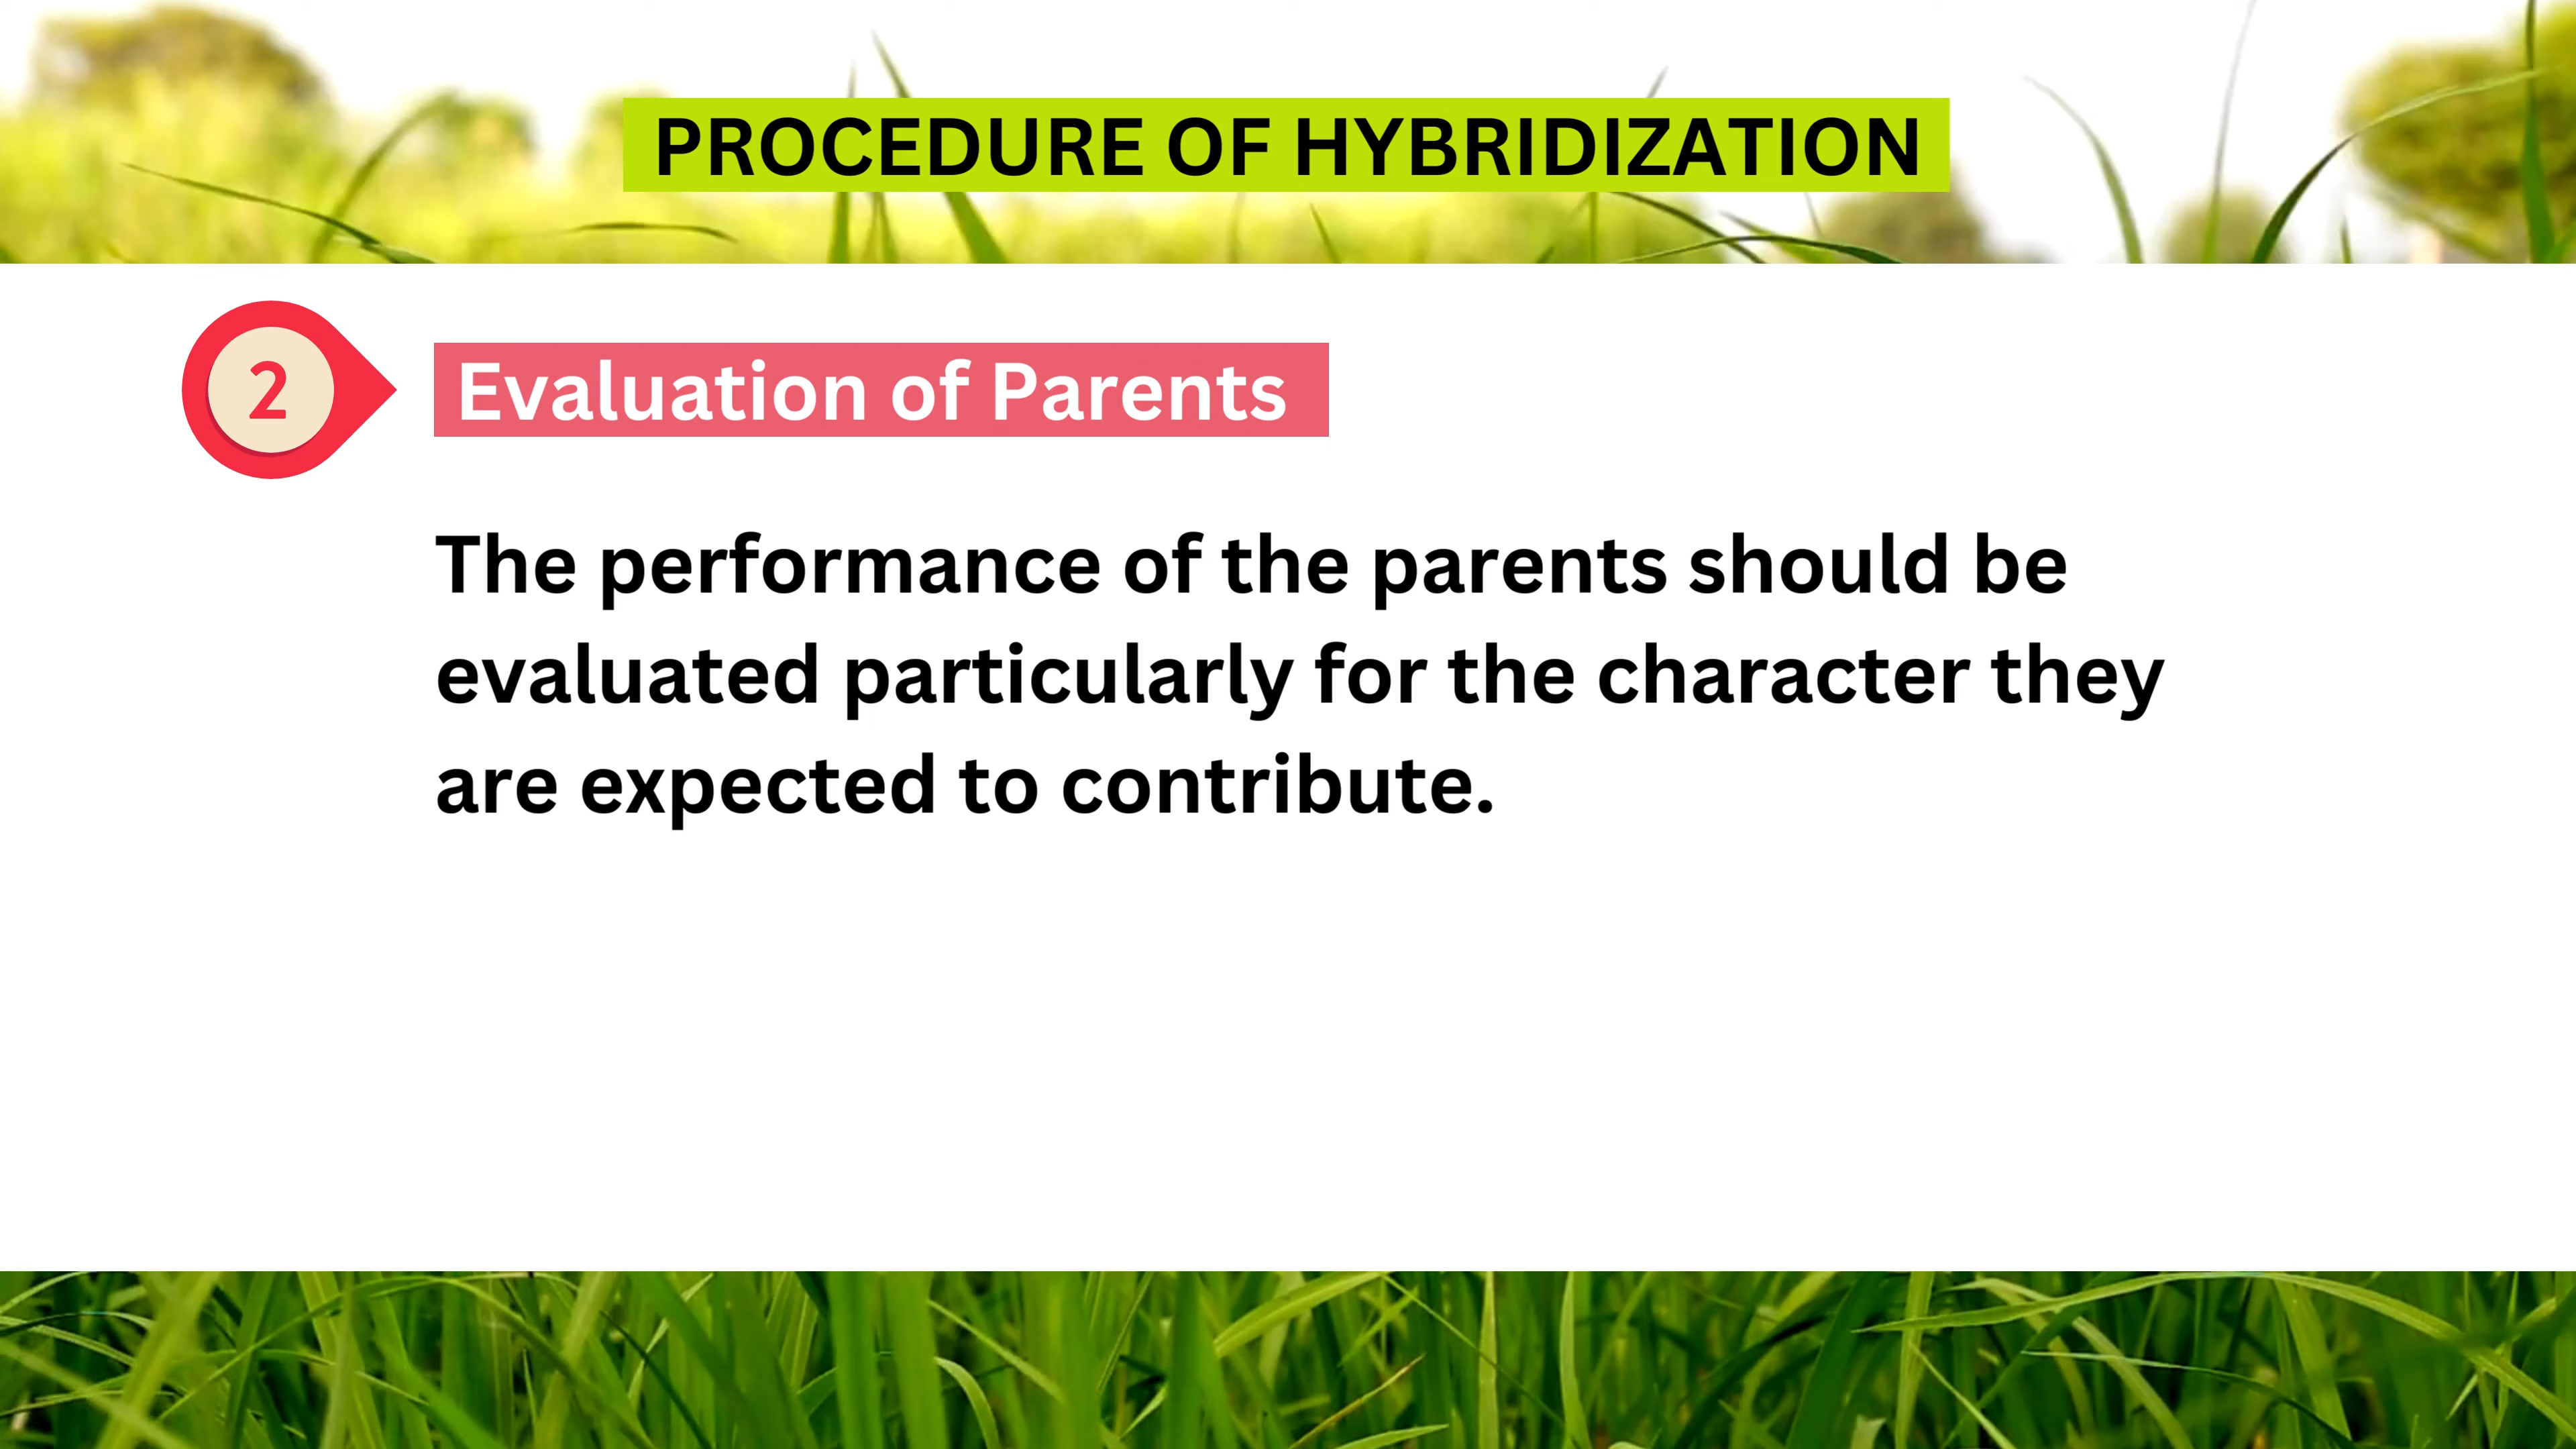 PROCEDURE OF HYBRIDIZATION
2
Evaluation of Parents
The performance of the parents should be
evaluated particularly for the character they
are expected to contribute.